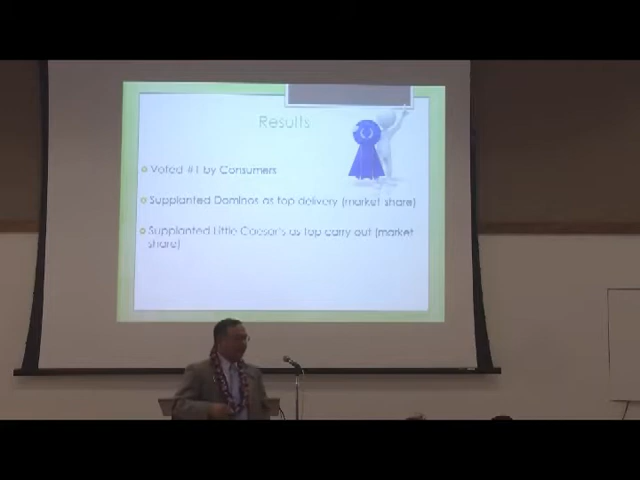 Results
Voted #1 by Consumers
Supplanted Dominos as top delivery (market share)
Supplanted Little Caesar's as top carry out (market
share)